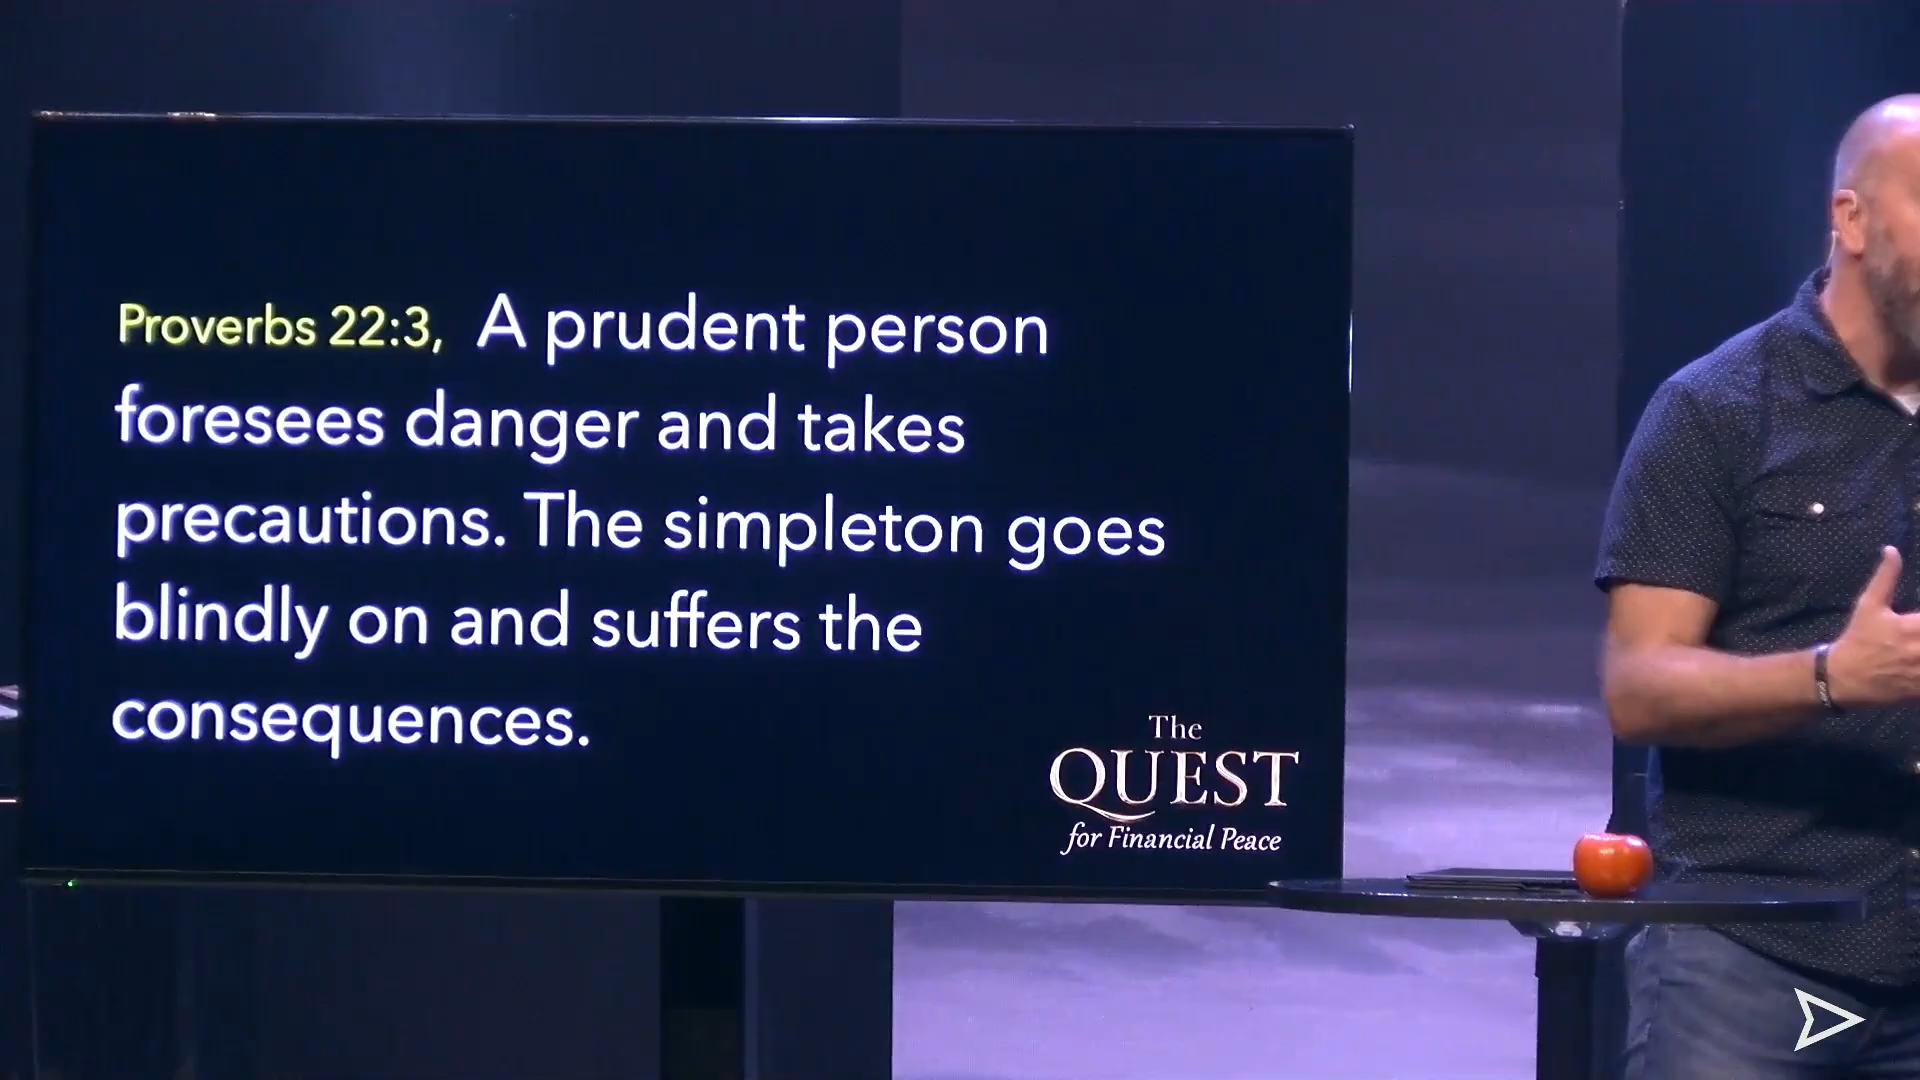 Proverbs 22:3, A prudent person
foresees danger and takes
precautions. The simpleton goes
blindly on and suffers the
consequences.
The
QUEST
for Financial Peace